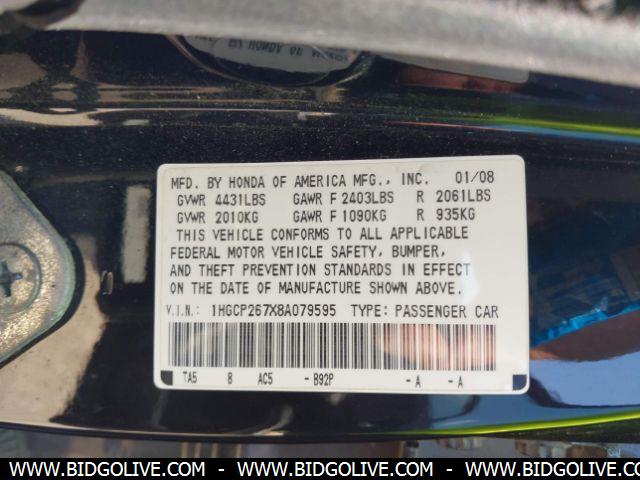 BY HONDA OF
MFD. BY HONDA OF AMERICA MFG., INC. 01/08
GVWR 4431LBS GAWR F 2403LBS R 2061LBS
GVWR 2010KG GAWR F 1090KG R 935KG
THIS VEHICLE CONFORMS TO ALL APPLICABLE
FEDERAL MOTOR VEHICLE SAFETY, BUMPER,
AND THEFT PREVENTION STANDARDS IN EFFECT
ON THE DATE OF MANUFACTURE SHOWN ABOVE.
V.I.N.: 1HGCP267X8A079595 TYPE: PASSENGER CAR
TA5 8 AC5 -B92P -A -A
WWW.BIDGOLIVE.COM - WWW.BIDGOLIVE.COM - WWW.BIDGOLIVE.COM